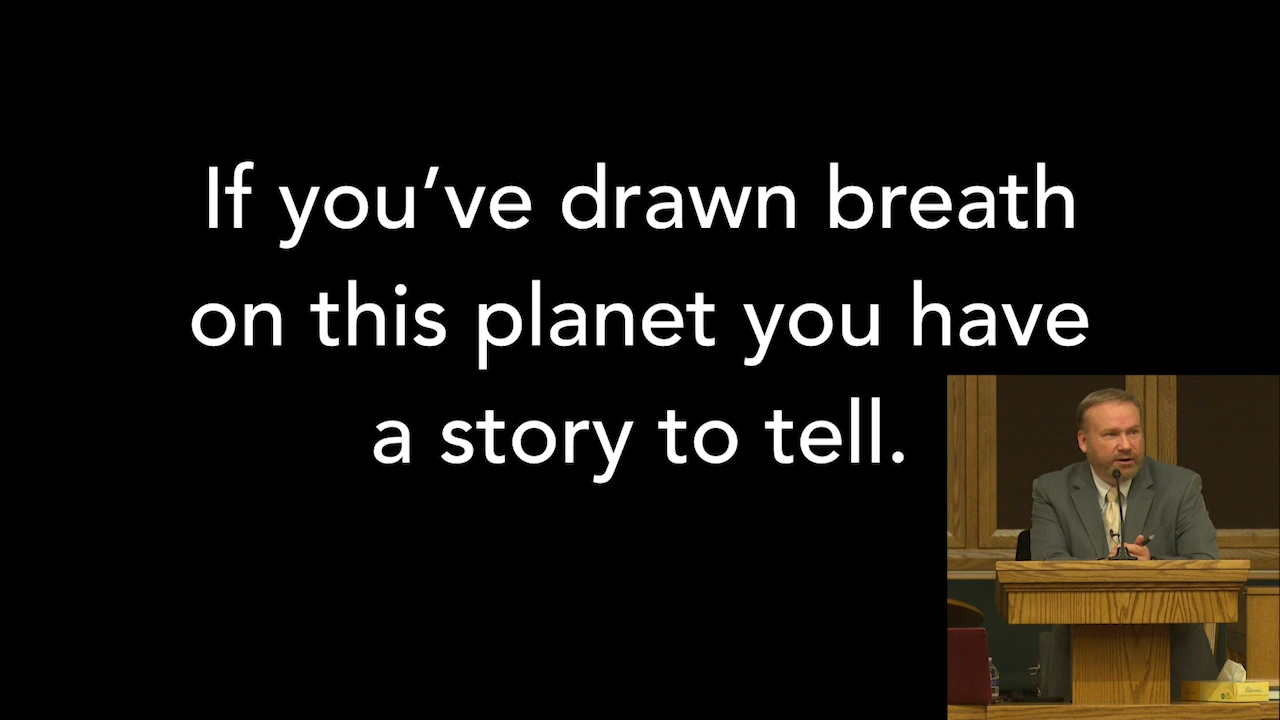 If you’ve drawn breath
on this planet you have
a story to tell.